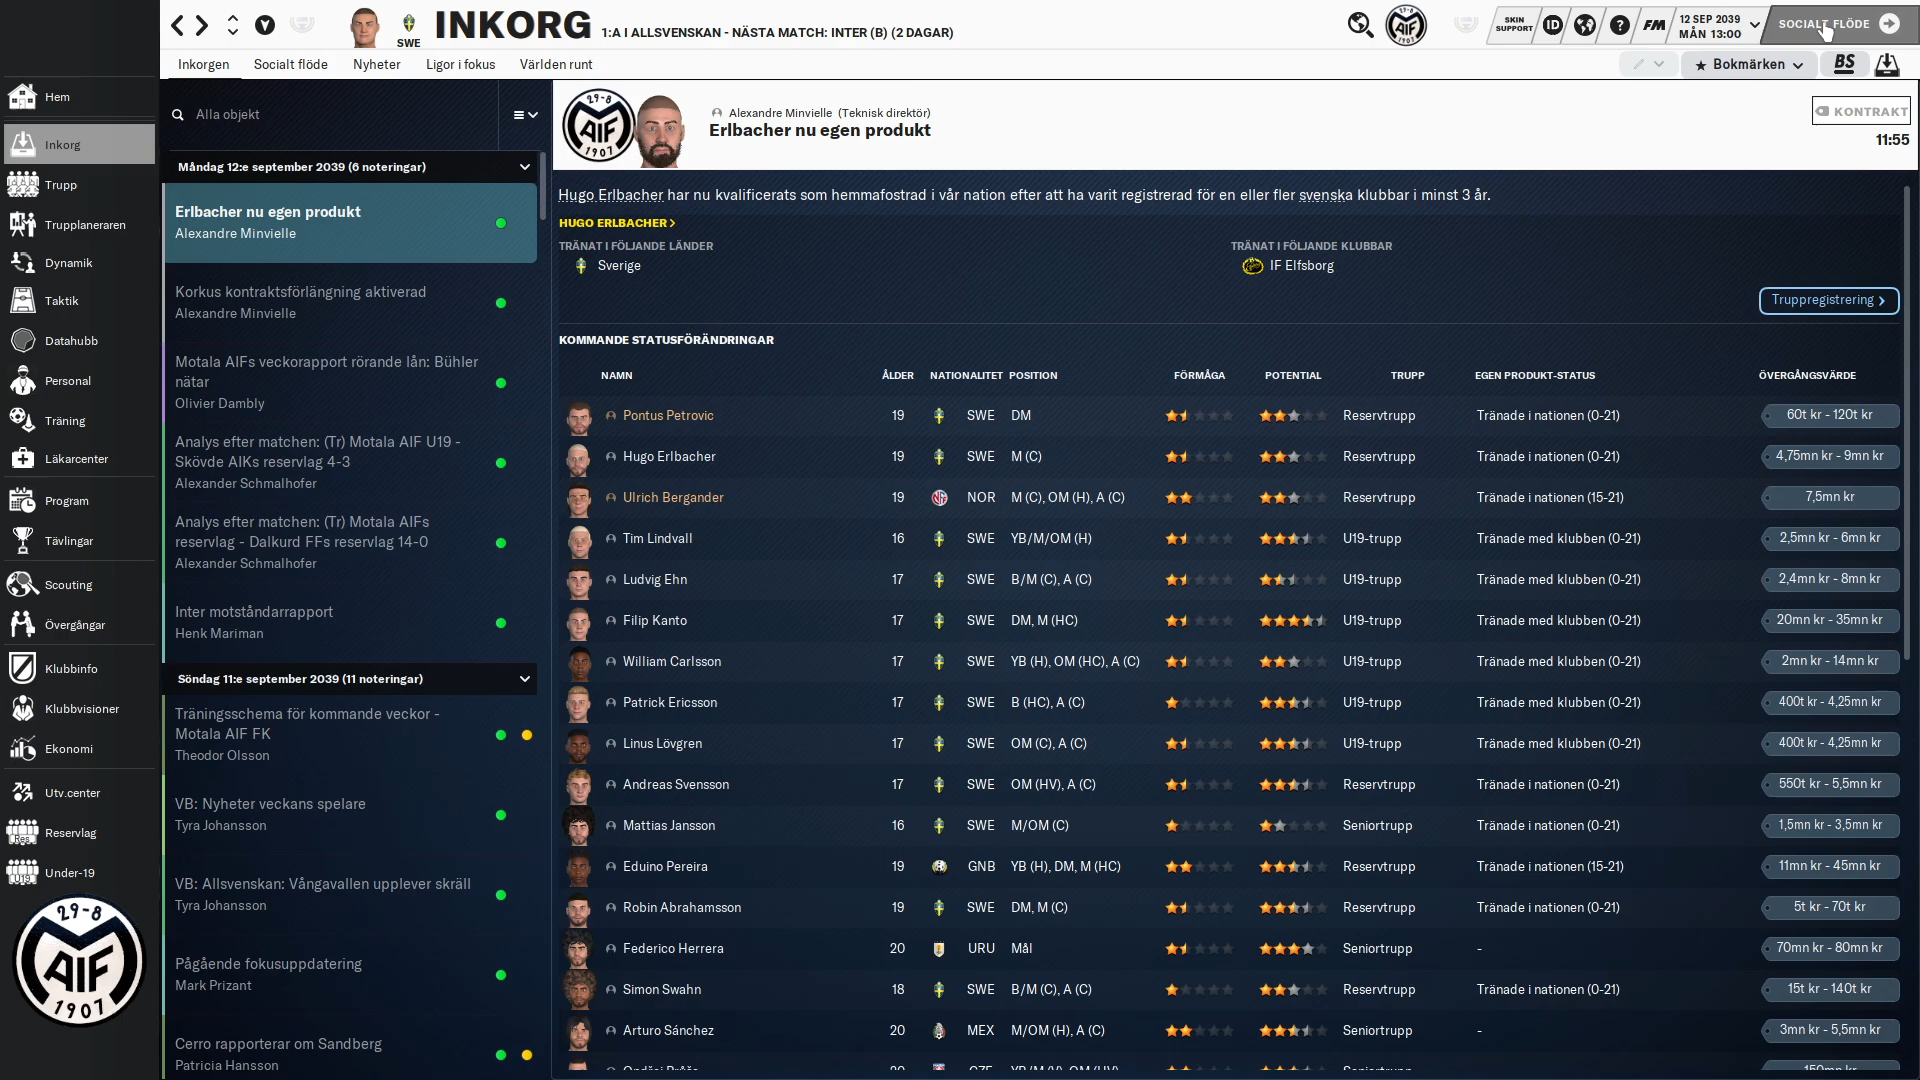 INKORG
SWE
1:A I ALLSVENSKAN - NÄSTA MATCH: INTER (B) (2 DAGAR)
SKIN SUPPORT
ID
FM
12 SEP 2039
MÅN 13:00
SOCIALT FLÖDE
Inkorgen
Socialt flöde
Nyheter
Ligor i fokus
Världen runt
Bokmärken
BS
Hem
Inkorg
Trupp
Trupplaneraren
Dynamik
Taktik
Datahubb
Personal
Träning
Läkarcenter
Program
Tävlingar
Scouting
Övergångar
Klubbinfo
Klubbvisioner
Ekonomi
Utv.center
Reservlag
Under-19
29-8
AIF
1907
Alla objekt
Måndag 12:e september 2039 (6 noteringar)
Erlbacher nu egen produkt
Alexandre Minvielle
Korkus kontraktsförlängning aktiverad
Alexandre Minvielle
Motala AIFs veckorapport rörande lån: Bühler
nätar
Olivier Dambly
Analys efter matchen: (Tr) Motala AIF U19 -
Skövde AIKs reservlag 4-3
Alexander Schmalhofer
Analys efter matchen: (Tr) Motala AIFs
reservlag - Dalkurd FFs reservlag 14-0
Alexander Schmalhofer
Inter motståndarrapport
Henk Mariman
Söndag 11:e september 2039 (11 noteringar)
Träningsschema för kommande veckor -
Motala AIF FK
Theodor Olsson
VB: Nyheter veckans spelare
Tyra Johansson
VB: Allsvenskan: Vångavallen upplever skräll
Tyra Johansson
Pågående fokusuppdatering
Mark Prizant
Cerro rapporterar om Sandberg
Patricia Hansson
29-8
AIF
1907
Alexandre Minvielle (Teknisk direktör)
Erlbacher nu egen produkt
KONTRAKT
11:55
Hugo Erlbacher har nu kvalificerats som hemmafostrad i vår nation efter att ha varit registrerad för en eller fler svenska klubbar i minst 3 år.
HUGO ERLBACHER >
TRÄNAT I FÖLJANDE LÄNDER
TRÄNAT I FÖLJANDE KLUBBAR
Sverige
IF Elfsborg
Truppregistrering
KOMMANDE STATUSFÖRÄNDRINGAR
NAMN ÅLDER NATIONALITET POSITION FÖRMÅGA POTENTIAL TRUPP EGEN PRODUKT-STATUS ÖVERGÅNGSVÄRDE
Pontus Petrovic 19 SWE DM Reservtrupp Tränade i nationen (0-21) 60t kr - 120t kr
Hugo Erlbacher 19 SWE M (C) Reservtrupp Tränade i nationen (0-21) 4,75mn kr - 9mn kr
Ulrich Bergander 19 NOR M (C), OM (H), A (C) Reservtrupp Tränade i nationen (15-21) 7,5mn kr
Tim Lindvall 16 SWE YB/M/OM (H) U19-trupp Tränade med klubben (0-21) 2,5mn kr - 6mn kr
Ludvig Ehn 17 SWE B/M (C), A (C) U19-trupp Tränade med klubben (0-21) 2,4mn kr - 8mn kr
Filip Kanto 17 SWE DM, M (HC) U19-trupp Tränade med klubben (0-21) 20mn kr - 35mn kr
William Carlsson 17 SWE YB (H), OM (HC), A (C) U19-trupp Tränade med klubben (0-21) 2mn kr - 14mn kr
Patrick Ericsson 17 SWE B (HC), A (C) U19-trupp Tränade med klubben (0-21) 400t kr - 4,25mn kr
Linus Lövgren 17 SWE OM (C), A (C) U19-trupp Tränade med klubben (0-21) 400t kr - 4,25mn kr
Andreas Svensson 17 SWE OM (HV), A (C) Reservtrupp Tränade i nationen (0-21) 550t kr - 5,5mn kr
Mattias Jansson 16 SWE M/OM (C) Seniortrupp Tränade i nationen (0-21) 1,5mn kr - 3,5mn kr
Eduino Pereira 19 GNB YB (H), DM, M (HC) Reservtrupp Tränade i nationen (15-21) 11mn kr - 45mn kr
Robin Abrahamsson 19 SWE DM, M (C) Reservtrupp Tränade i nationen (0-21) 5t kr - 70t kr
Federico Herrera 20 URU Mål Seniortrupp - 70mn kr - 80mn kr
Simon Swahn 18 SWE B/M (C), A (C) Reservtrupp Tränade i nationen (0-21) 15t kr - 140t kr
Arturo Sánchez 20 MEX M/OM (H), A (C) Seniortrupp - 3mn kr - 5,5mn kr